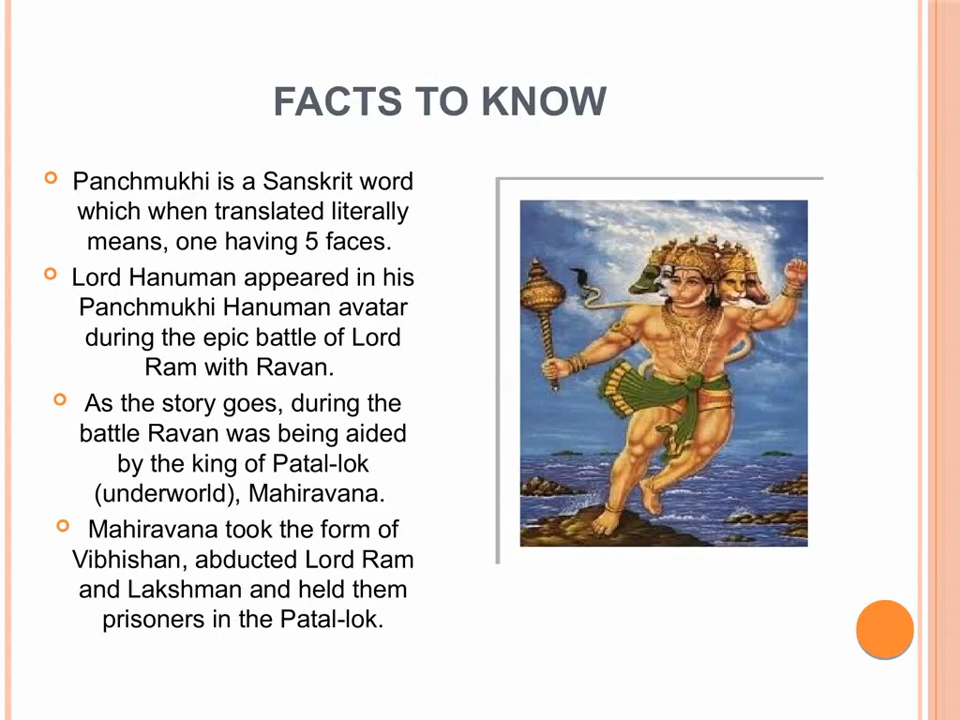 FACTS TO KNOW
Panchmukhi is a Sanskrit word
which when translated literally
means, one having 5 faces.
Lord Hanuman appeared in his
Panchmukhi Hanuman avatar
during the epic battle of Lord
Ram with Ravan.
As the story goes, during the
battle Ravan was being aided
by the king of Patal-lok
(underworld), Mahiravana.
Mahiravana took the form of
Vibhishan, abducted Lord Ram
and Lakshman and held them
prisoners in the Patal-lok.